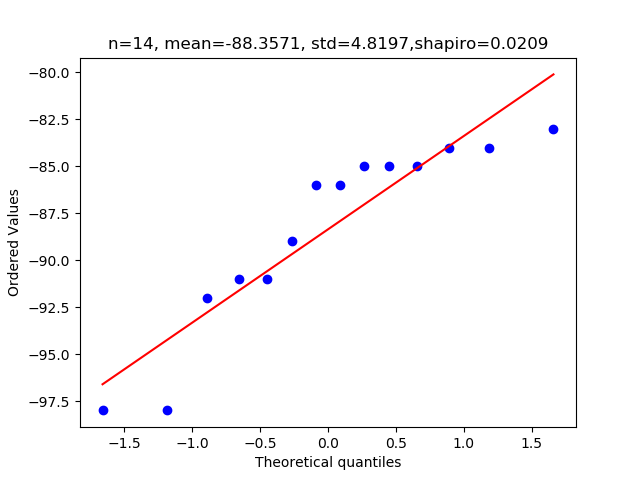 n=14, mean=-88.3571, std=4.8197,shapiro=0.0209
−80.0
−82.5
−85.0
−87.5
−90.0
−92.5
−95.0
−97.5
Ordered Values
−1.5 −1.0 −0.5 0.0 0.5 1.0 1.5
Theoretical quantiles